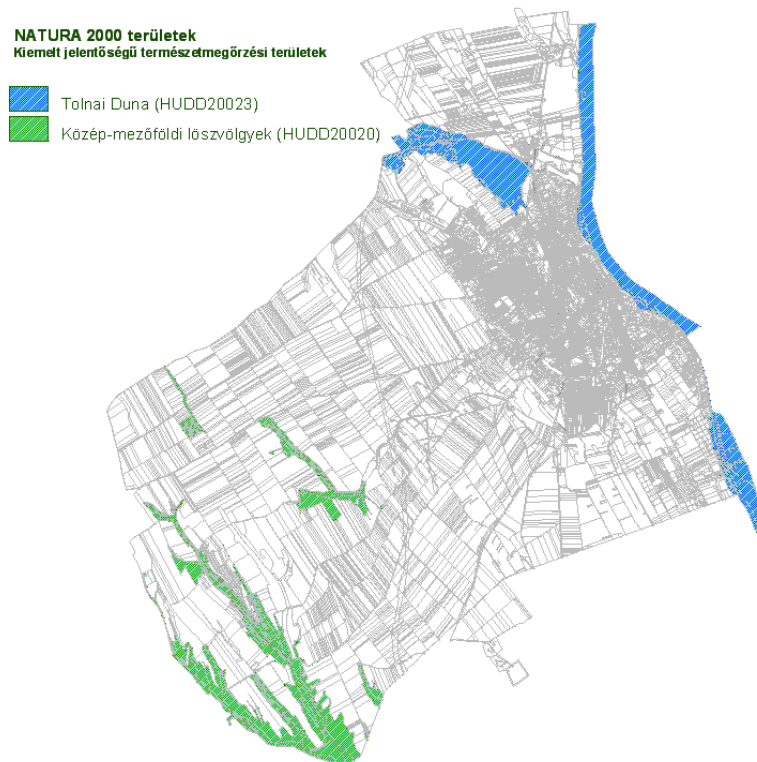 NATURA 2000 területek
Kiemelt jelentőségű természetmegőrzési területek
Tolnai Duna (HUDD20023)
Közép-mezőföldi löszvölgyek (HUDD20020)